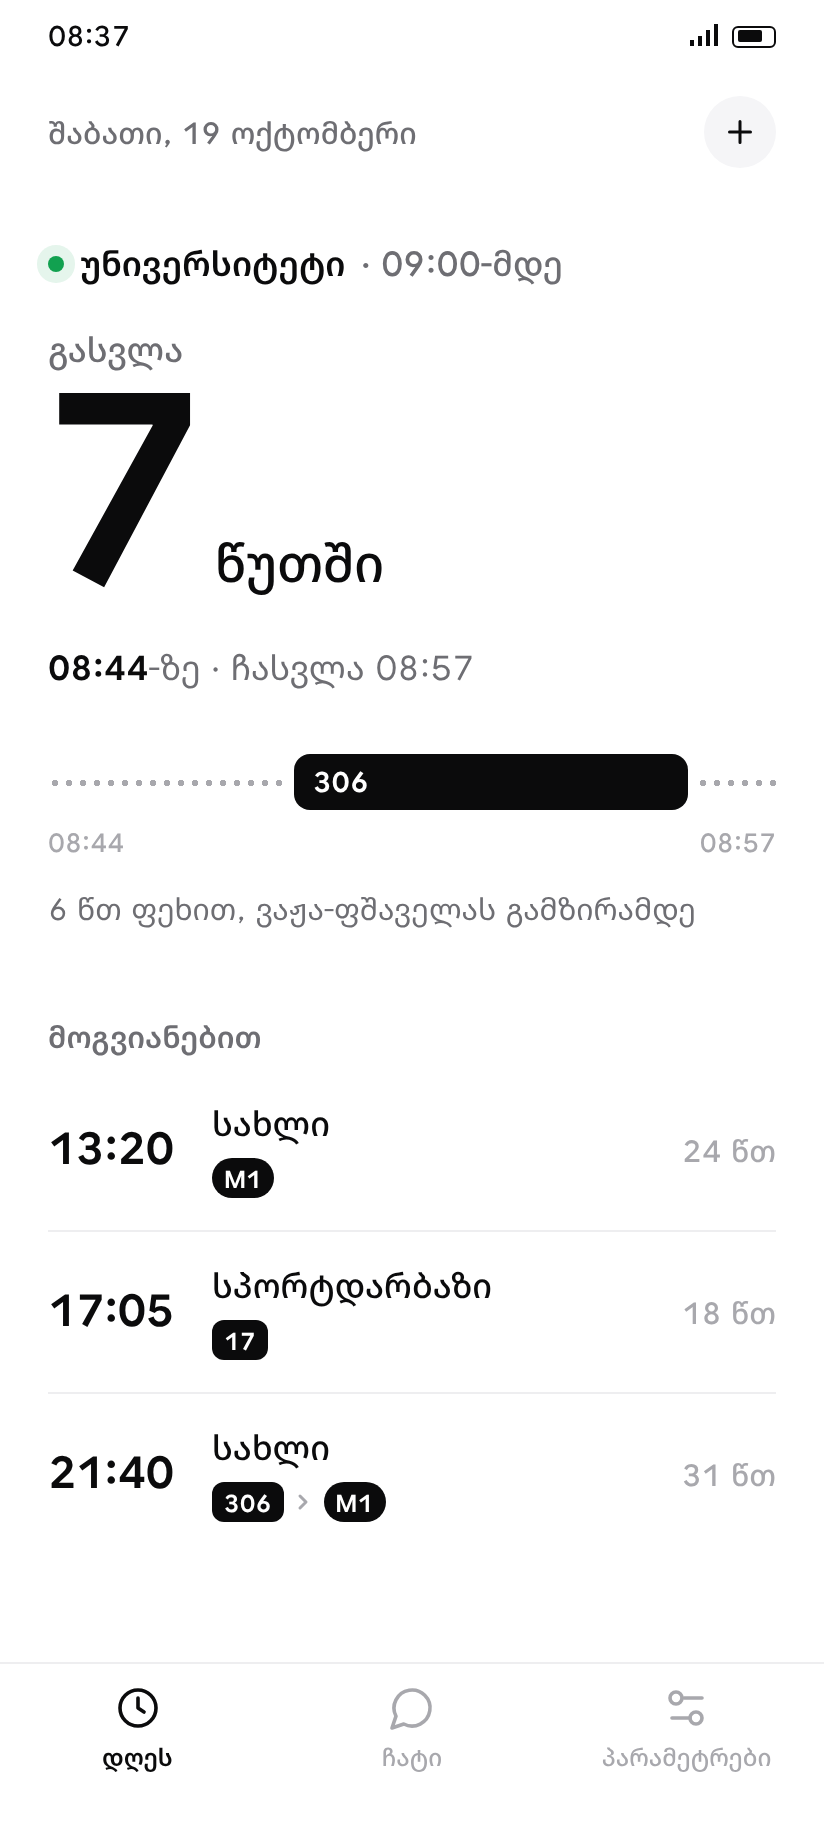 08:37
შაბათი, 19 ოქტომბერი
უნივერსიტეტი · 09:00-მდე
გასვლა
7 წუთში
08:44-ზე · ჩასვლა 08:57
306
08:44 08:57
6 წთ ფეხით, ვაჟა-ფშაველას გამზირამდე
მოგვიანებით
სახლი
13:20 24 წთ
M1
სპორტდარბაზი
17:05 18 წთ
17
სახლი
21:40 31 წთ
306 > M1
დღეს ჩატი პარამეტრები